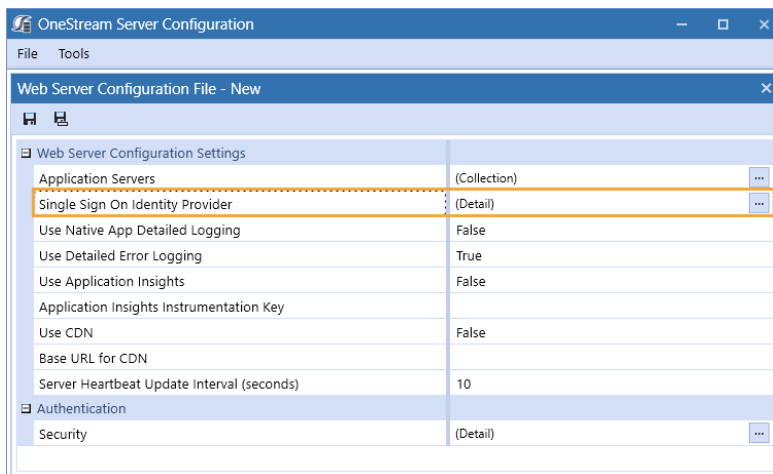 OneStream Server Configuration
File Tools
Web Server Configuration File - New
Web Server Configuration Settings
Application Servers (Collection) ...
Single Sign On Identity Provider (Detail) ...
Use Native App Detailed Logging False
Use Detailed Error Logging True
Use Application Insights False
Application Insights Instrumentation Key
Use CDN False
Base URL for CDN
Server Heartbeat Update Interval (seconds) 10
Authentication
Security (Detail) ...